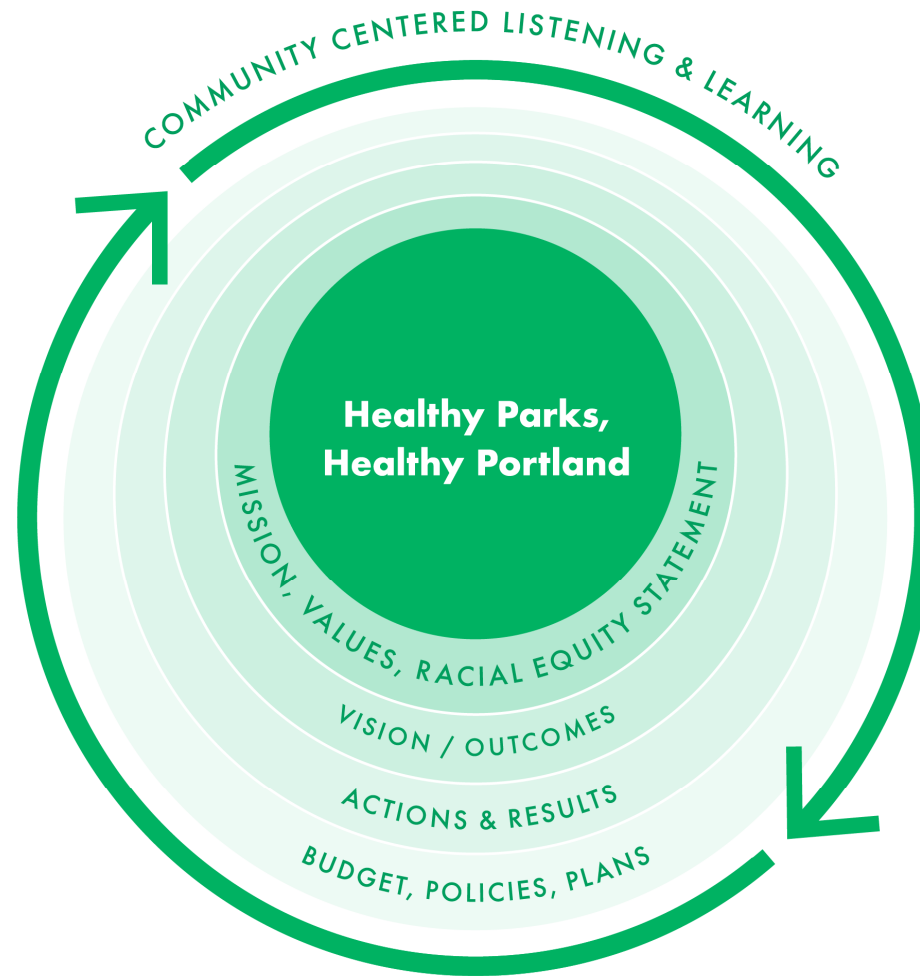 COMMUNITY CENTERED LISTENING & LEARNING
Healthy Parks,
Healthy Portland
MISSION, VALUES, RACIAL EQUITY STATEMENT
VISION / OUTCOMES
ACTIONS & RESULTS
BUDGET, POLICIES, PLANS